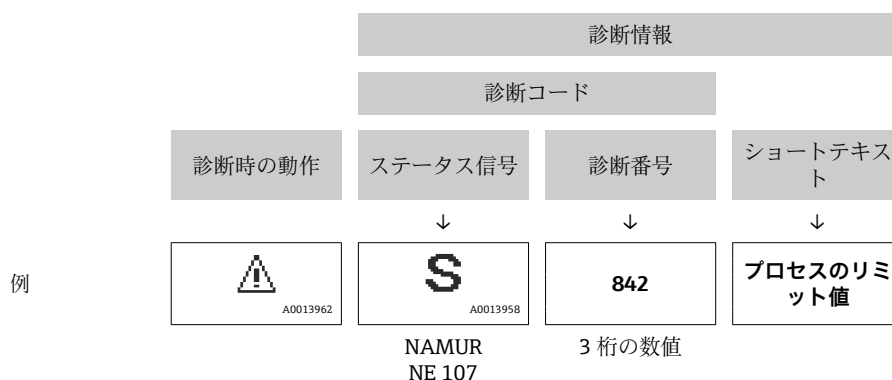 診断情報
診断コード
診断時の動作
ステータス信号
診断番号
ショートテキス
ト
↓
↓
↓
例
A0013962
S
A0013958
842
プロセスのリミ
ット値
NAMUR
NE 107
3 桁の数値